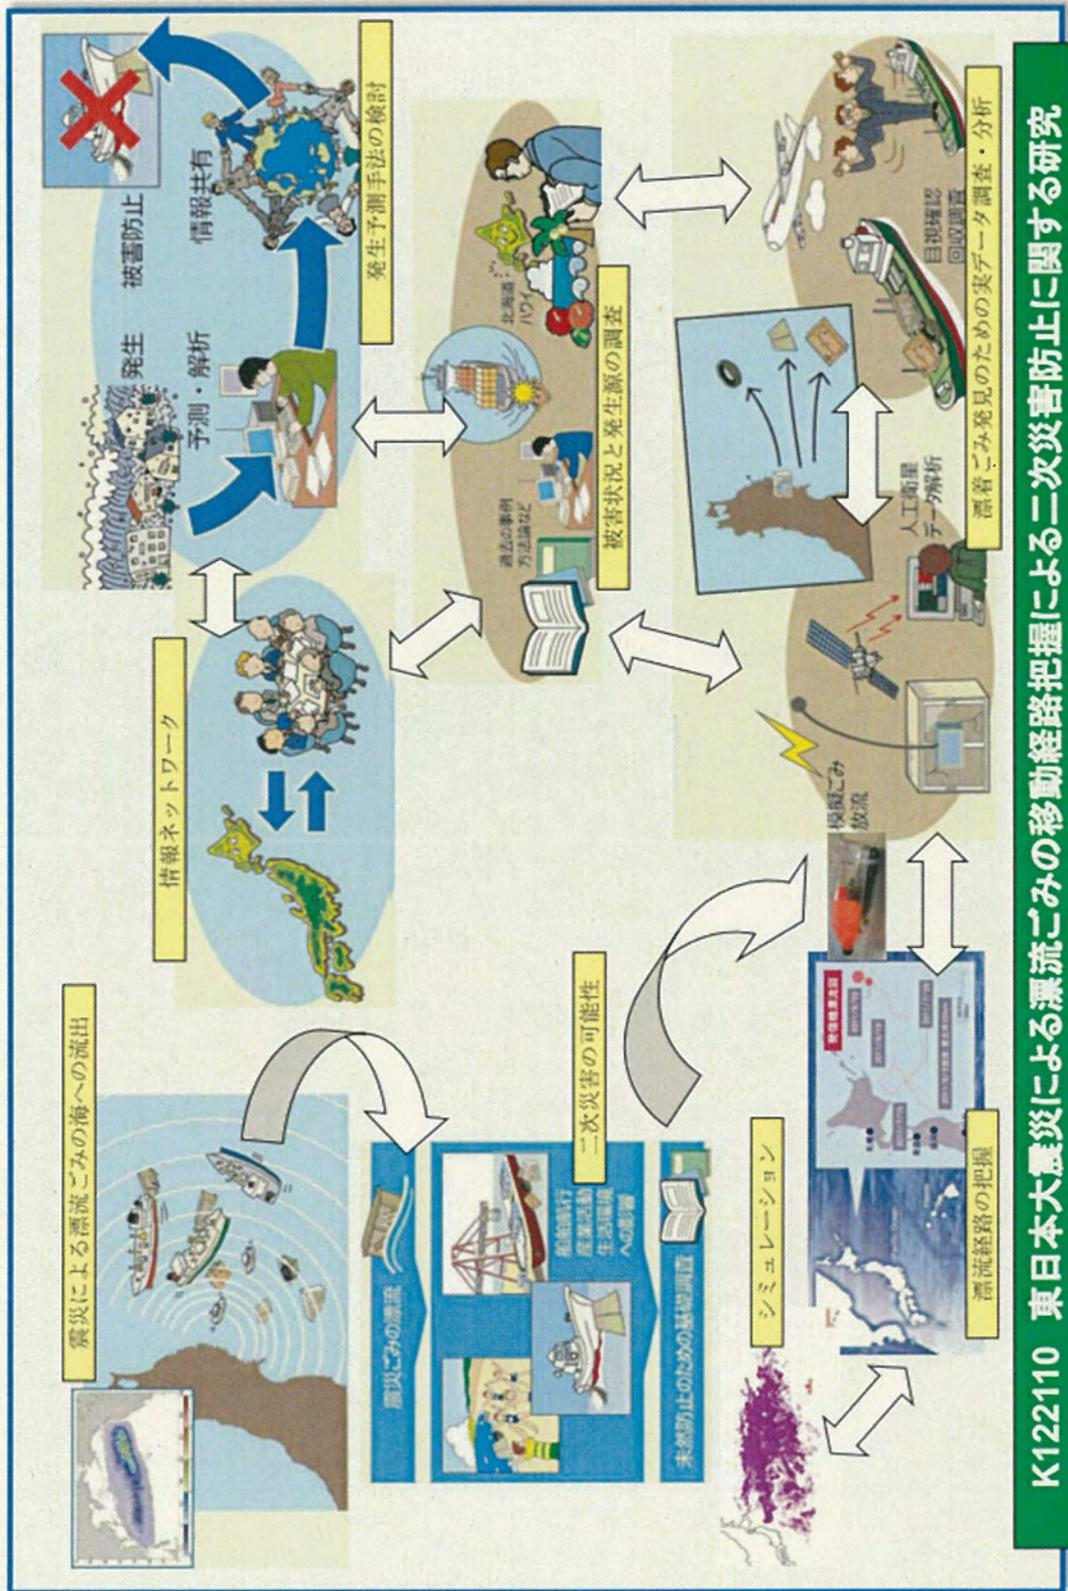 K122110 東日本大震災による漂流ごみの移動経路把握による二次災害防止に関する研究
震災による漂流ごみの海への流出
震災ごみの漂流
船舶航行
産業活動
生活環境
への影響
未然防止のための基礎調査
二次災害の可能性
シミュレーション
漂流経路の把握
発信機漂流図
模擬ごみ
放流
人工衛星
データ解析
目視確認
回収調査
漂着ごみ発見のための実データ調査・分析
過去の事例
方法論など
北海道
ハワイ
被害状況と発生源の調査
情報ネットワーク
発生
予測・解析
情報共有
被害防止
発生予測手法の検討